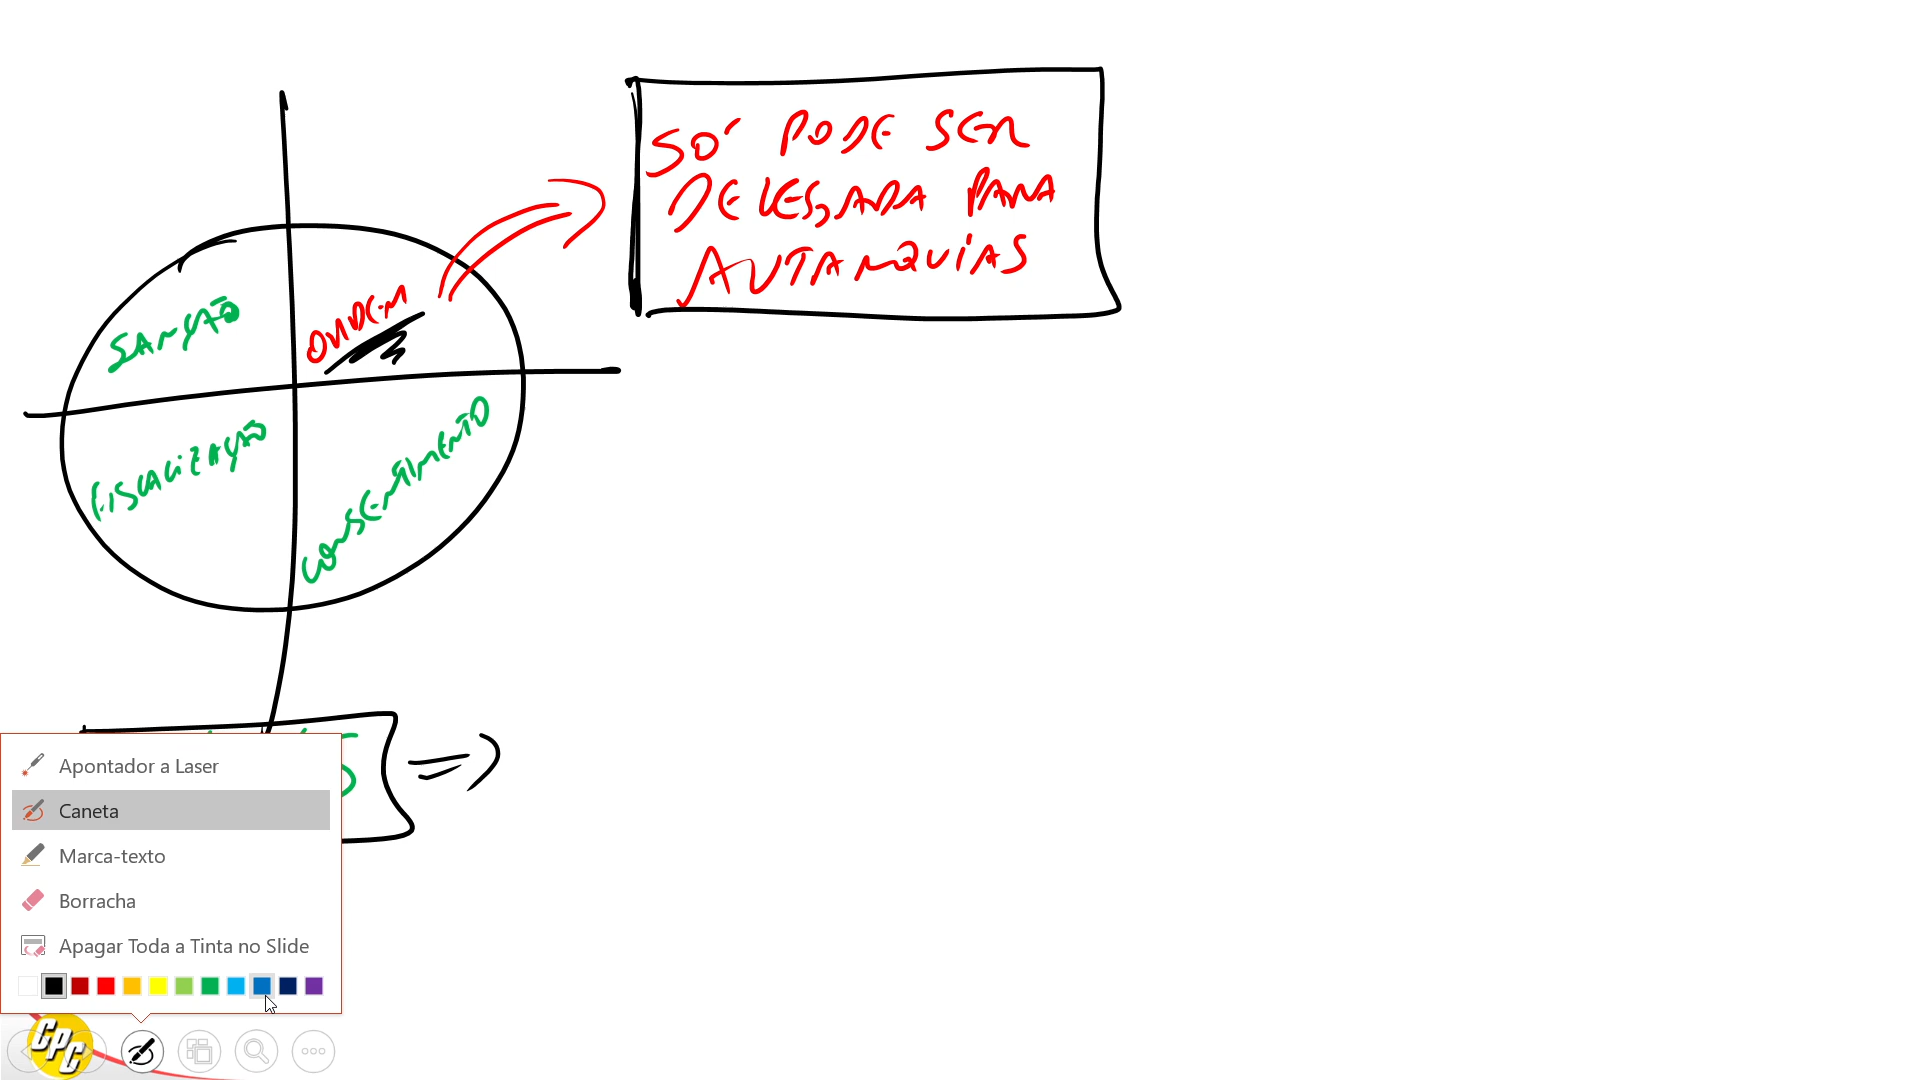 SÓ PODE SER
DELEGADA PARA
AUTARQUIAS
SANÇÃO
ORDEM
FISCALIZAÇÃO
CONSENTIMENTO
Apontador a Laser
Caneta
Marca-texto
Borracha
Apagar Toda a Tinta no Slide
CPC